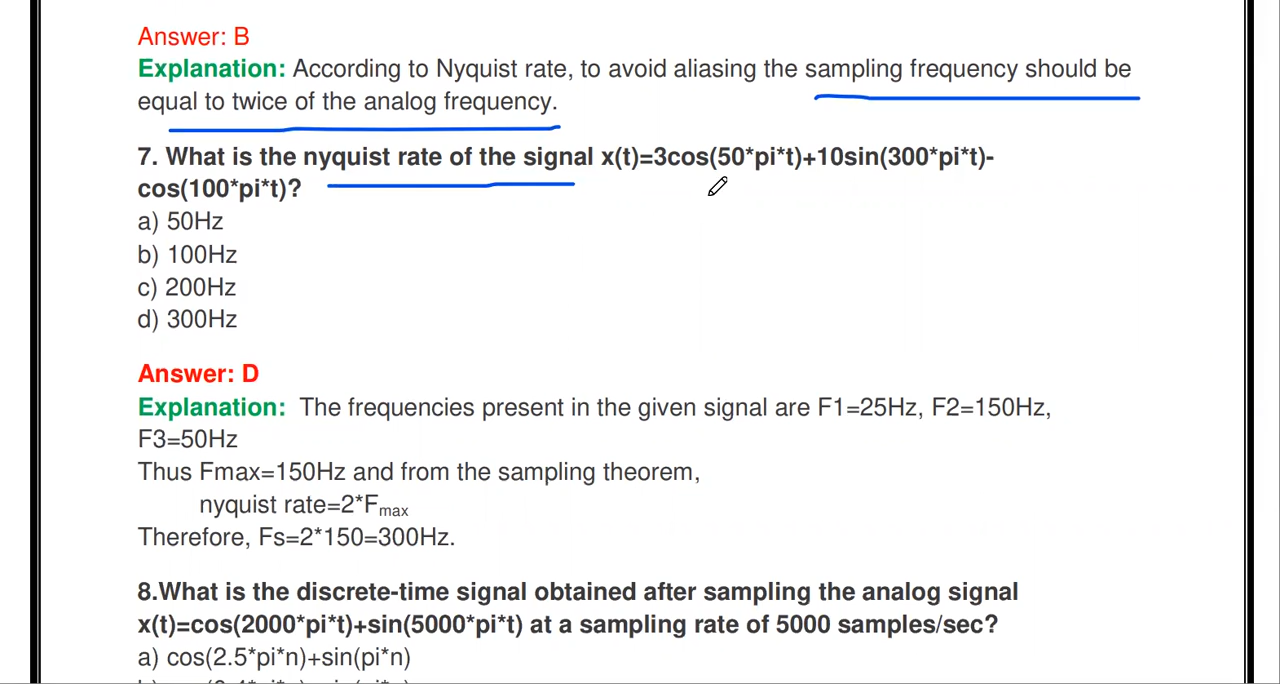 Answer: B
Explanation: According to Nyquist rate, to avoid aliasing the sampling frequency should be
equal to twice of the analog frequency.
7. What is the nyquist rate of the signal x(t)=3cos(50*pi*t)+10sin(300*pi*t)-
cos(100*pi*t)?
a) 50Hz
b) 100Hz
c) 200Hz
d) 300Hz
Answer: D
Explanation: The frequencies present in the given signal are F1=25Hz, F2=150Hz,
F3=50Hz
Thus Fmax=150Hz and from the sampling theorem,
nyquist rate=2*Fmax
Therefore, Fs=2*150=300Hz.
8.What is the discrete-time signal obtained after sampling the analog signal
x(t)=cos(2000*pi*t)+sin(5000*pi*t) at a sampling rate of 5000 samples/sec?
a) cos(2.5*pi*n)+sin(pi*n)